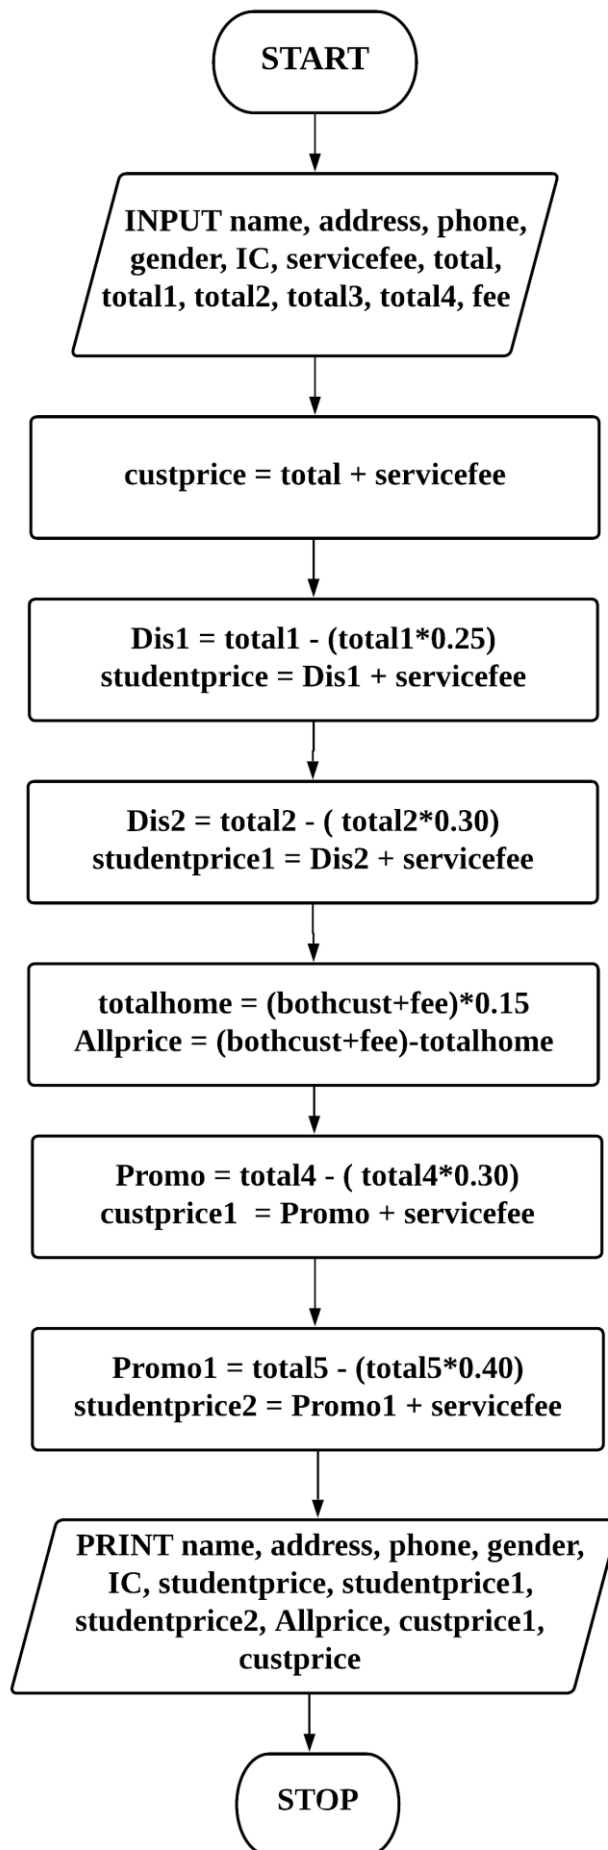 START
INPUT name, address, phone,
gender, IC, servicefee, total,
total1, total2, total3, total4, fee
custprice = total + servicefee
Dis1 = total1 - (total1*0.25)
studentprice = Dis1 + servicefee
Dis2 = total2 - ( total2*0.30)
studentprice1 = Dis2 + servicefee
totalhome = (bothcust+fee)*0.15
Allprice = (bothcust+fee)-totalhome
Promo = total4 - ( total4*0.30)
custprice1  = Promo + servicefee
Promo1 = total5 - (total5*0.40)
studentprice2 = Promo1 + servicefee
PRINT name, address, phone, gender,
IC, studentprice, studentprice1,
studentprice2, Allprice, custprice1,
custprice
STOP